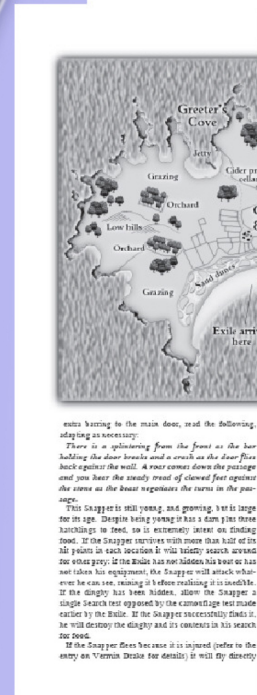 Greeter's
Cove
Jetty
Cider pr
cella
Grazing
Orchard
Low hills
Orchard
Sand dunes
Grazing
Exile arri
here
extra barring to the main door, read the following,
adapting as necessary:
There is a splintering from the front as the bar
holding the door breaks and a crash as the door flies
back against the wall. A roar comes down the passage
and you hear the steady tread of clawed feet against
the stone as the beast negotiates the turns in the pas-
sage.
This Snapper is still young, and growing, but is large
for its age. Despite being young it has a dam plus three
hatchlings to feed, so is extremely intent on finding
food. If the Snapper survives with more than half of its
hit points in each location it will briefly search around
for other prey: if the Exile has not hidden his boat or has
not taken his equipment, the Snapper will attack what-
ever he can see, ruining it before realising it is inedible.
If the dinghy has been hidden, allow the Snapper a
single Search test opposed by the camouflage test made
earlier by the Exile. If the Snapper successfully finds it,
he will destroy the dinghy and its contents in his search
for food.
If the Snapper flees because it is injured (refer to the
entry on Vermin Drake for details) it will fly directly